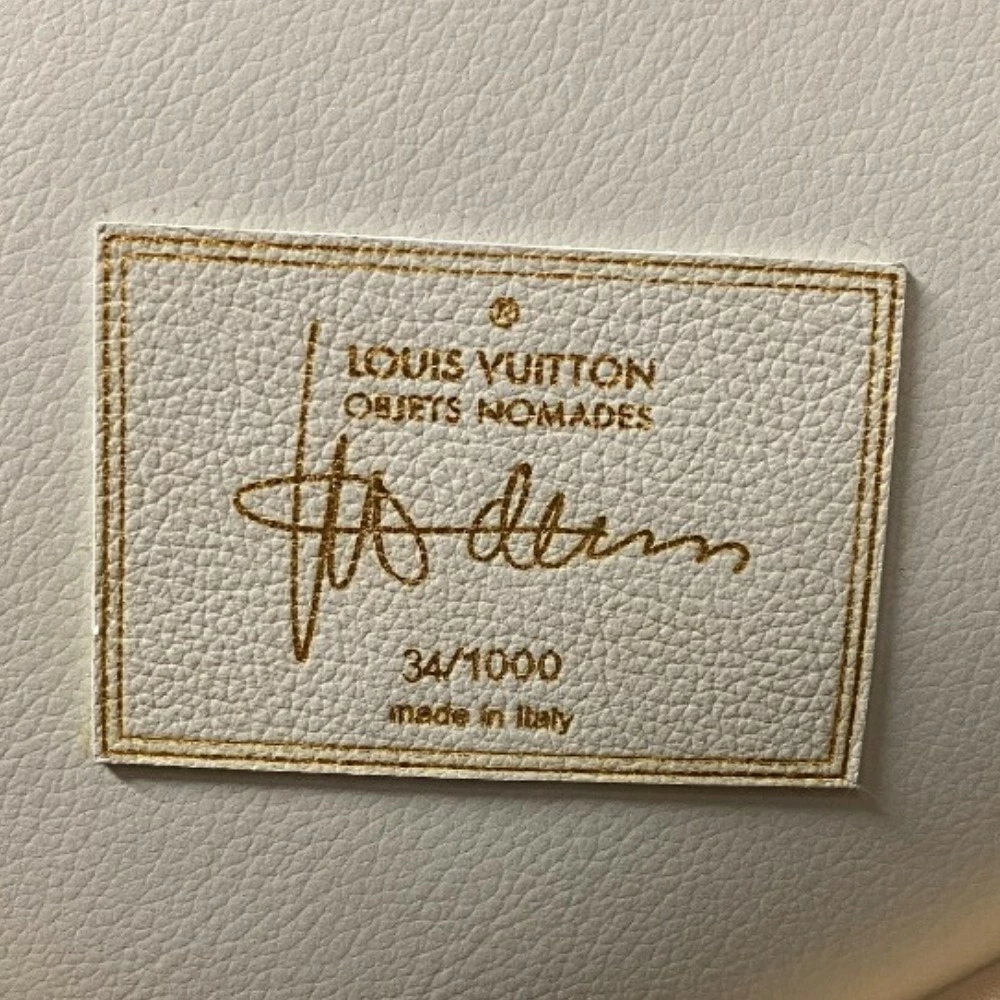 ®
LOUIS VUITTON
OBJETS NOMADES
34/1000
made in Italy